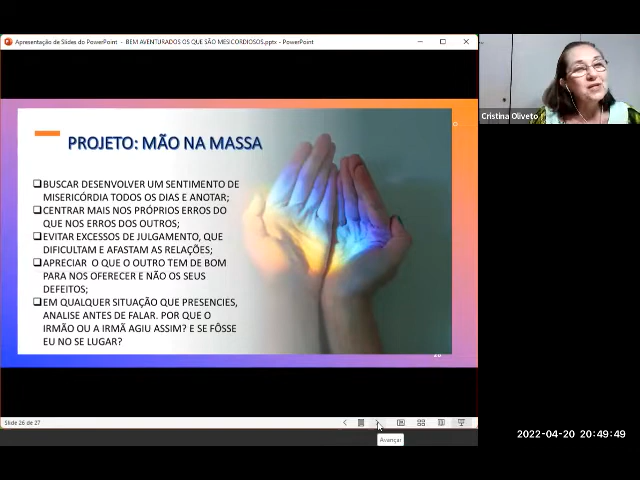 Apresentação de Slides do PowerPoint - BEM AVENTURADOS OS QUE SÃO MESICORDIOSOS.pptx - PowerPoint
Cristina Oliveto
PROJETO: MÃO NA MASSA
❑BUSCAR DESENVOLVER UM SENTIMENTO DE
MISERICÓRDIA TODOS OS DIAS E ANOTAR;
❑CENTRAR MAIS NOS PRÓPRIOS ERROS DO
QUE NOS ERROS DOS OUTROS;
❑EVITAR EXCESSOS DE JULGAMENTO, QUE
DIFICULTAM E AFASTAM AS RELAÇÕES;
❑APRECIAR O QUE O OUTRO TEM DE BOM
PARA NOS OFERECER E NÃO OS SEUS
DEFEITOS;
❑EM QUALQUER SITUAÇÃO QUE PRESENCIES,
ANALISE ANTES DE FALAR. POR QUE O
IRMÃO OU A IRMÃ AGIU ASSIM? E SE FÔSSE
EU NO SE LUGAR?
Slide 26 de 27
Avançar
2022-04-20 20:49:49